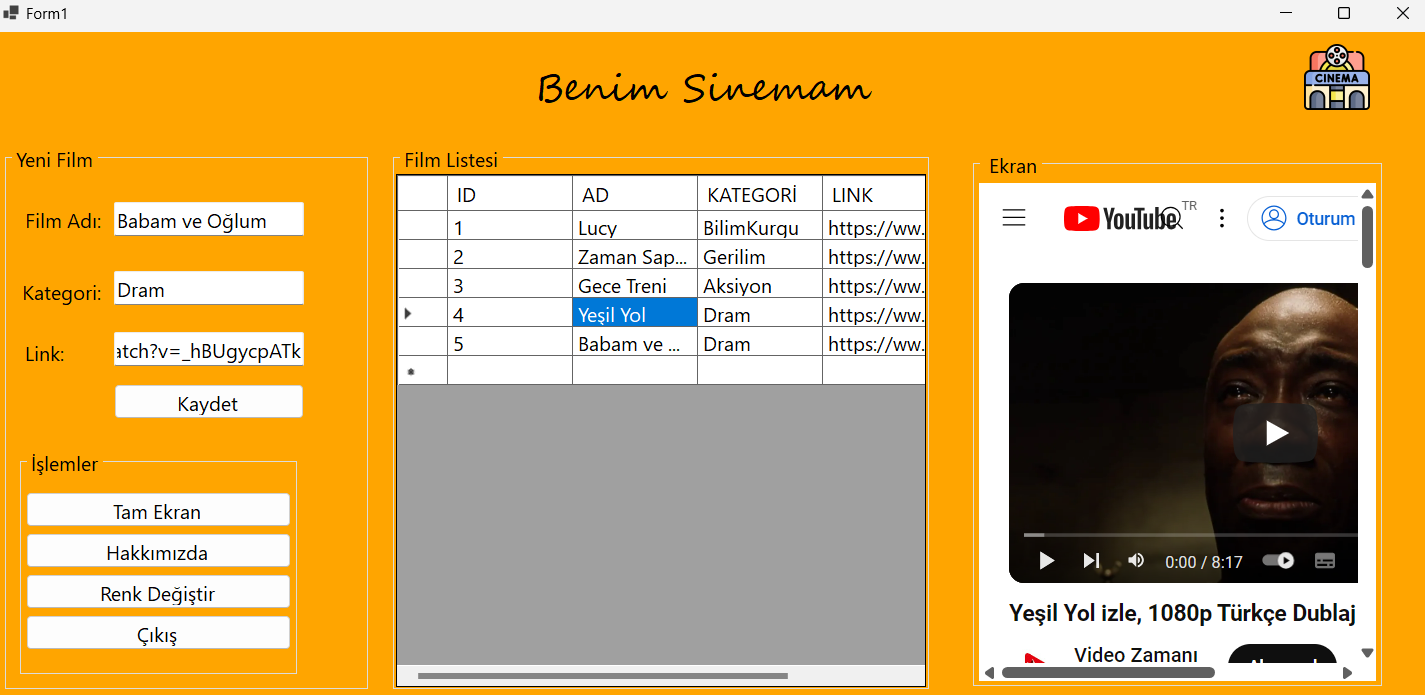 Form1
Benim Sinemam
CINEMA
Yeni Film
Film Adı: Babam ve Oğlum
Kategori: Dram
Link: atch?v=_hBUgycpATk
Kaydet
İşlemler
Tam Ekran
Hakkımızda
Renk Değiştir
Çıkış
Film Listesi
ID AD KATEGORİ LINK
1 Lucy BilimKurgu https://ww.
2 Zaman Sap... Gerilim https://ww.
3 Gece Treni Aksiyon https://ww.
4 Yeşil Yol Dram https://ww.
5 Babam ve ... Dram https://ww.
Ekran
YouTube TR Oturum
0:00 / 8:17
Yeşil Yol izle, 1080p Türkçe Dublaj
Video Zamanı